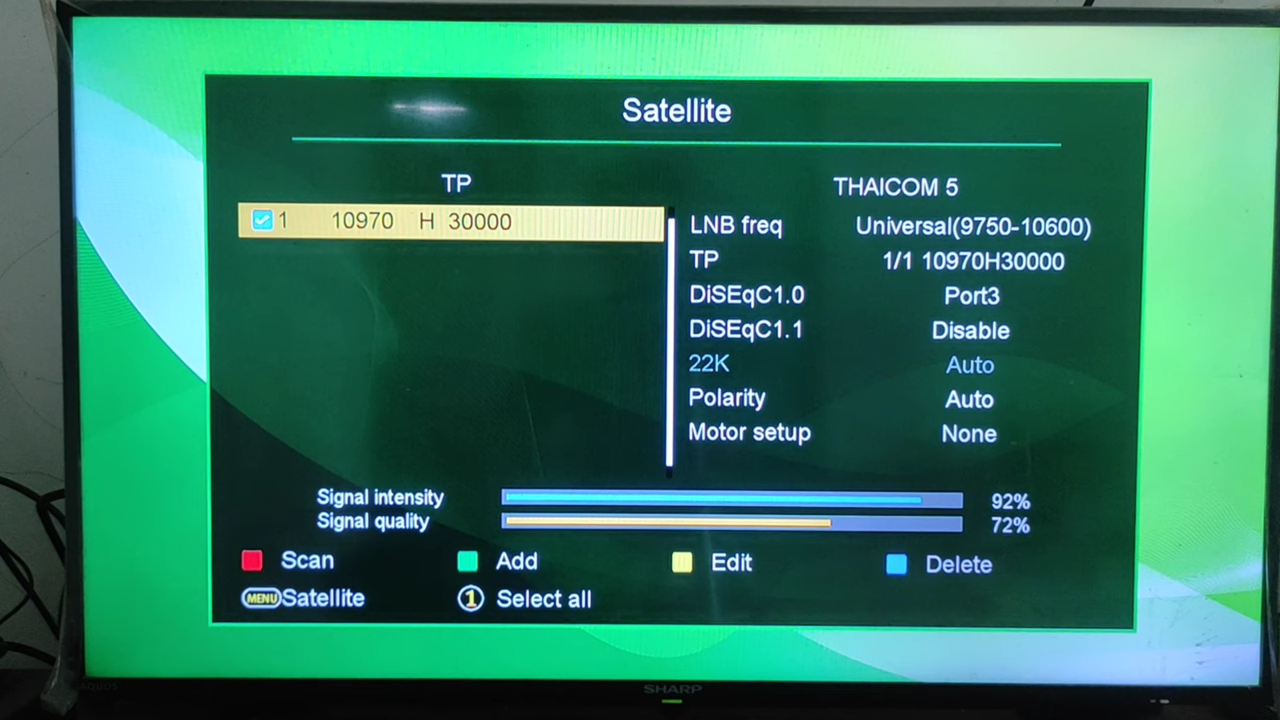 Satellite
TP
1 10970 H 30000
THAICOM 5
LNB freq Universal(9750-10600)
TP 1/1 10970H30000
DiSEqC1.0 Port3
DiSEqC1.1 Disable
22K Auto
Polarity Auto
Motor setup None
Signal intensity 92%
Signal quality 72%
Scan Add Edit Delete
MENU Satellite 1 Select all
AQUOS
SHARP